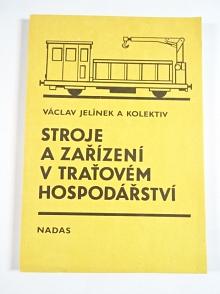 VÁCLAV JELÍNEK A KOLEKTIV
STROJE
A ZAŘÍZENÍ
V TRAŤOVÉM
HOSPODÁŘSTVÍ
NADAS